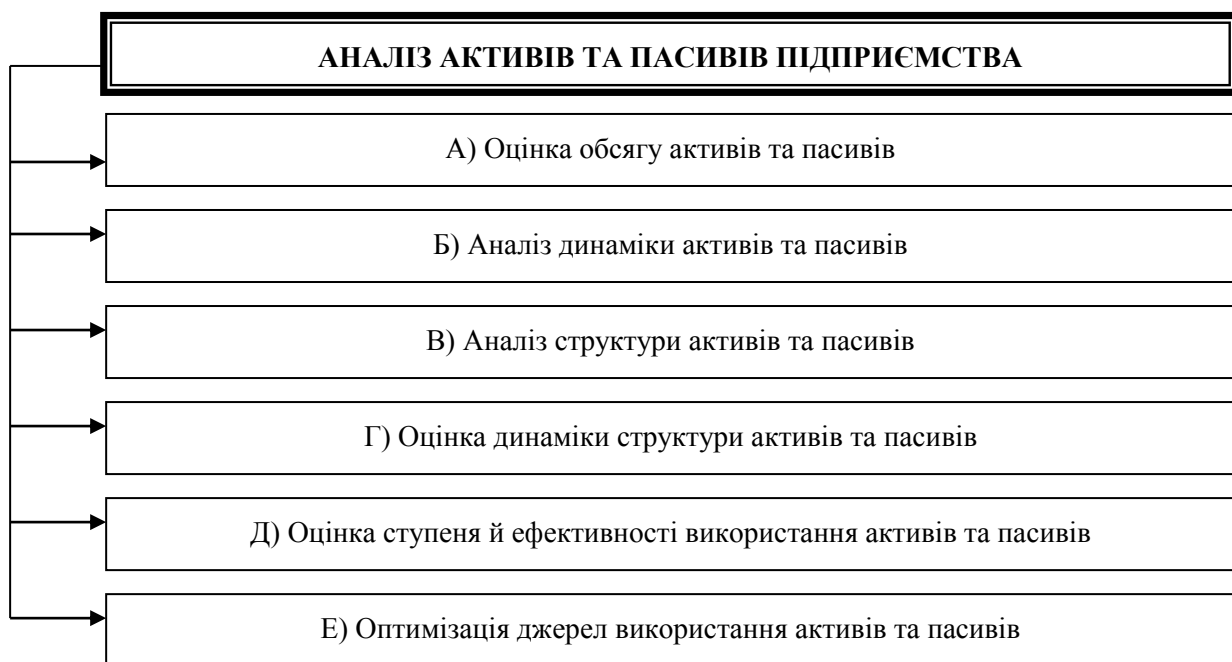 АНАЛІЗ АКТИВІВ ТА ПАСИВІВ ПІДПРИЄМСТВА
А) Оцінка обсягу активів та пасивів
Б) Аналіз динаміки активів та пасивів
В) Аналіз структури активів та пасивів
Г) Оцінка динаміки структури активів та пасивів
Д) Оцінка ступеня й ефективності використання активів та пасивів
Е) Оптимізація джерел використання активів та пасивів